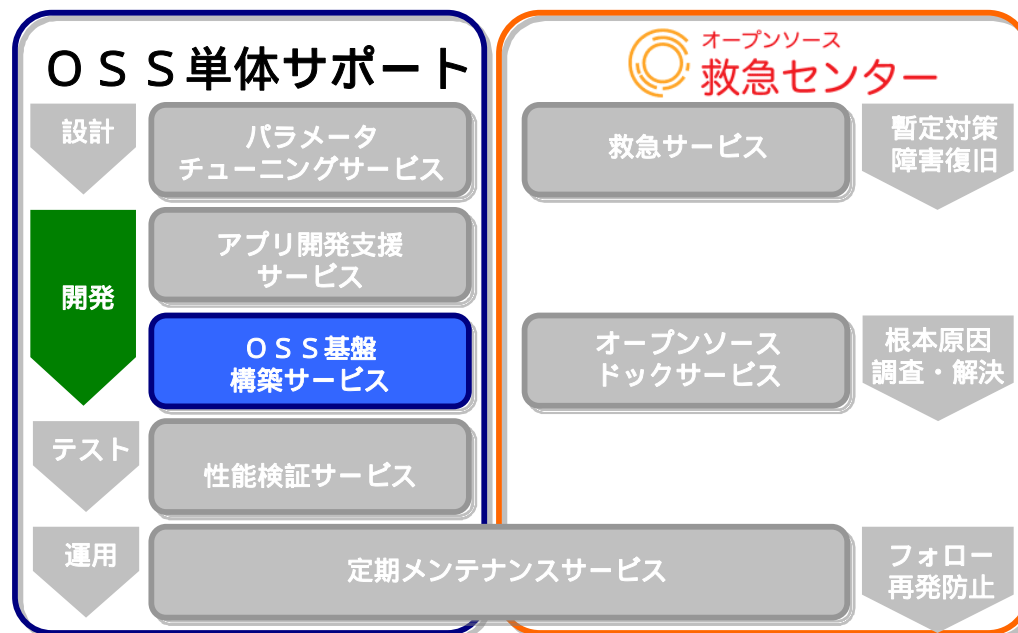 ＯＳＳ単体サポート
設計
パラメータ
チューニングサービス
開発
アプリ開発支援
サービス
ＯＳＳ基盤
構築サービス
テスト
性能検証サービス
運用
定期メンテナンスサービス
オープンソース
救急センター
救急サービス
暫定対策
障害復旧
オープンソース
ドックサービス
根本原因
調査・解決
フォロー
再発防止